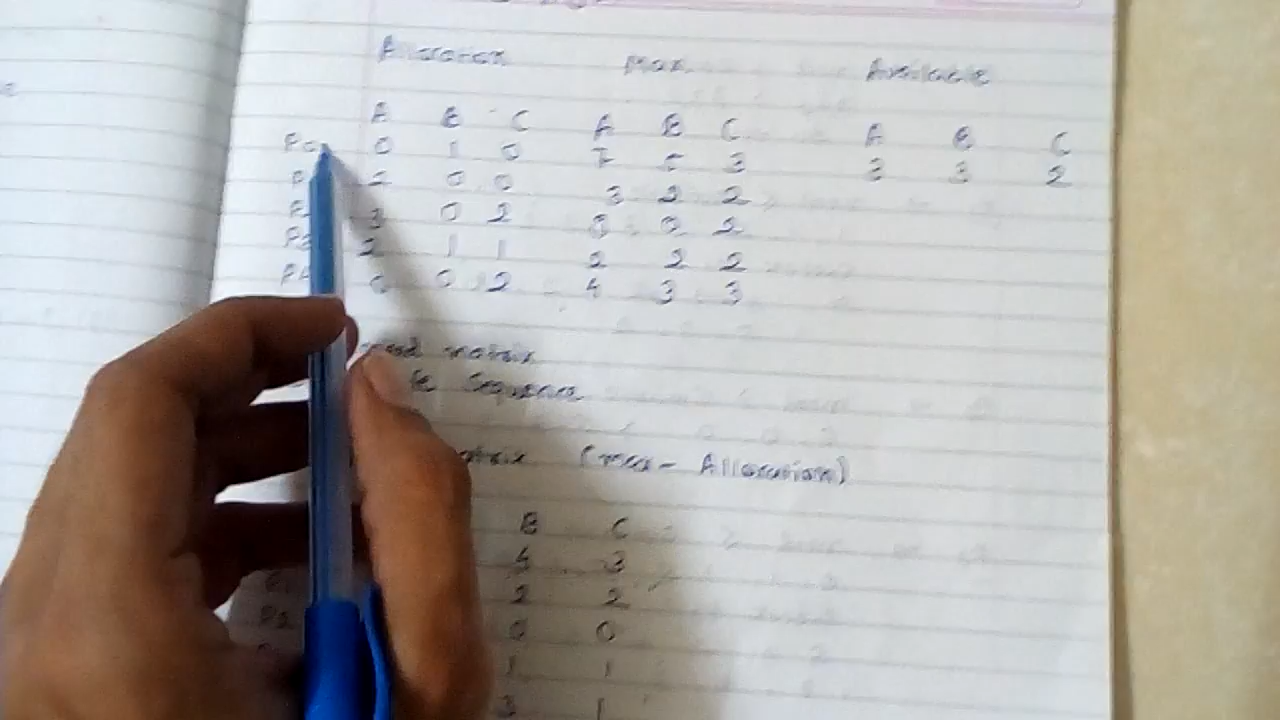 Allocation Max Available
A B C A B C A B C
P0 0 1 0 7 5 3 3 3 2
2 0 0 3 2 2
3 0 2 9 0 2
2 1 1 2 2 2
P4 0 0 2 4 3 3
need matrix
Sequence
(max - Allocation)
B C
4 3
2 2
P2 0 0
1 1
3 1